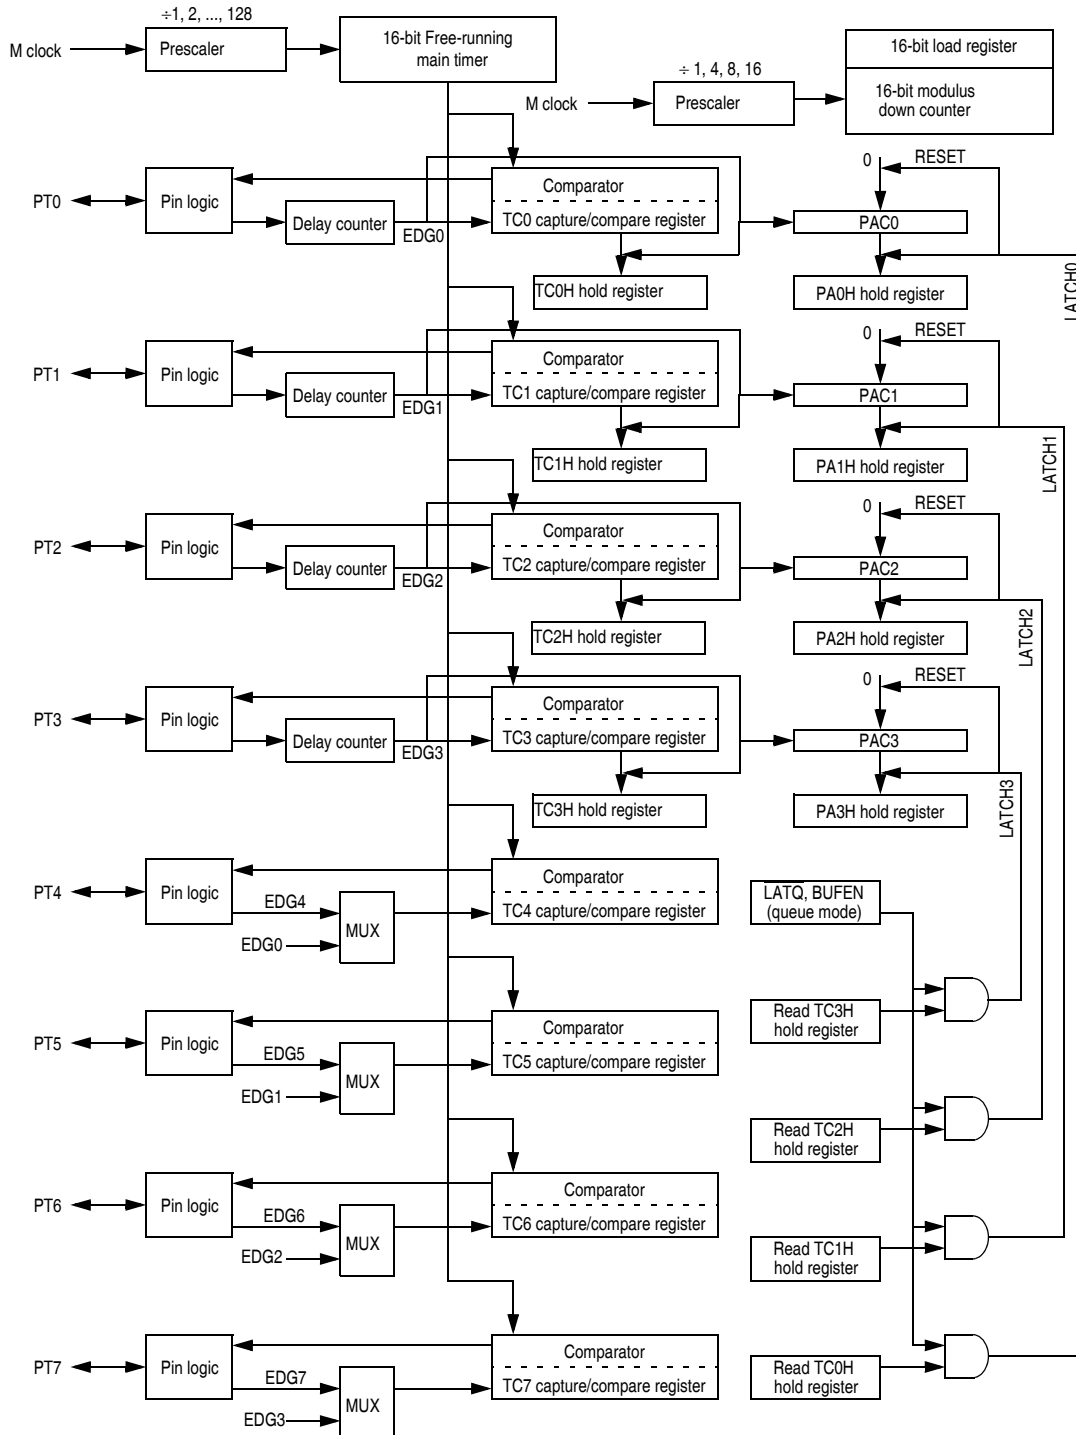 ÷1, 2, ..., 128
M clock
Prescaler
16-bit Free-running
main timer
÷ 1, 4, 8, 16
M clock
Prescaler
16-bit load register
16-bit modulus
down counter
PT0
Pin logic
Delay counter
EDG0
Comparator
TC0 capture/compare register
TC0H hold register
0
RESET
PAC0
PA0H hold register
LATCH0
PT1
Pin logic
Delay counter
EDG1
Comparator
TC1 capture/compare register
TC1H hold register
0
RESET
PAC1
PA1H hold register
LATCH1
PT2
Pin logic
Delay counter
EDG2
Comparator
TC2 capture/compare register
TC2H hold register
0
RESET
PAC2
PA2H hold register
LATCH2
PT3
Pin logic
Delay counter
EDG3
Comparator
TC3 capture/compare register
TC3H hold register
0
RESET
PAC3
PA3H hold register
LATCH3
PT4
Pin logic
EDG4
EDG0
MUX
Comparator
TC4 capture/compare register
LATQ, BUFEN
(queue mode)
PT5
Pin logic
EDG5
EDG1
MUX
Comparator
TC5 capture/compare register
Read TC3H
hold register
Read TC2H
hold register
PT6
Pin logic
EDG6
EDG2
MUX
Comparator
TC6 capture/compare register
Read TC1H
hold register
PT7
Pin logic
EDG7
EDG3
MUX
Comparator
TC7 capture/compare register
Read TC0H
hold register